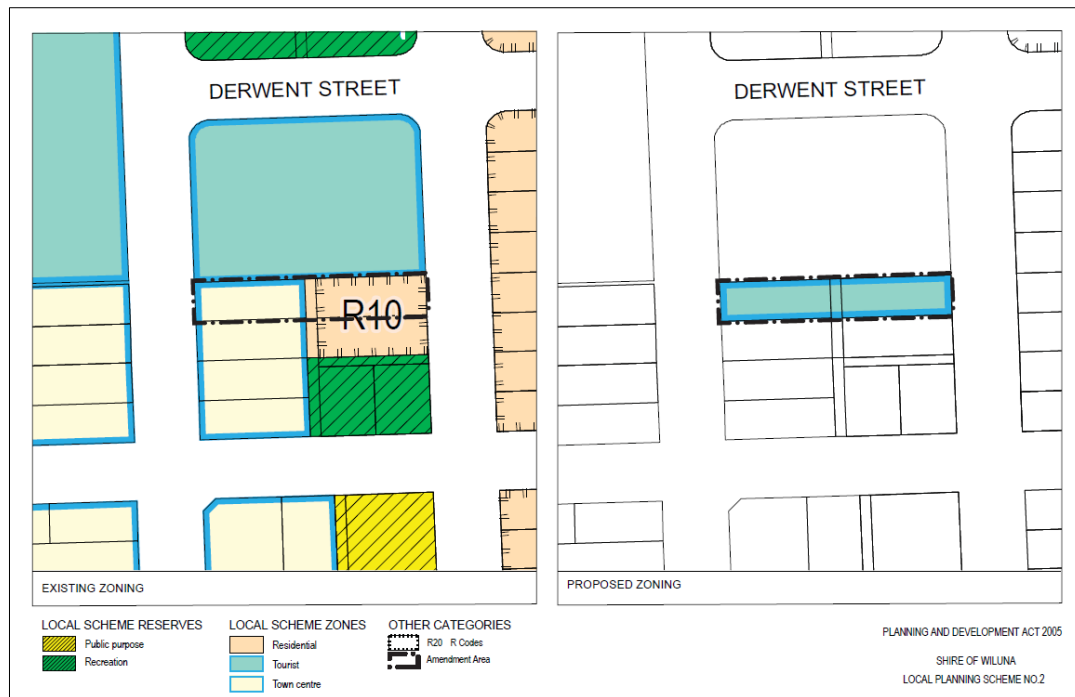 DERWENT STREET
R10
EXISTING ZONING
DERWENT STREET
PROPOSED ZONING
LOCAL SCHEME RESERVES
Public purpose
Recreation
LOCAL SCHEME ZONES
Residential
Tourist
Town centre
OTHER CATEGORIES
R20 R Codes
Amendment Area
PLANNING AND DEVELOPMENT ACT 2005
SHIRE OF WILUNA
LOCAL PLANNING SCHEME NO.2